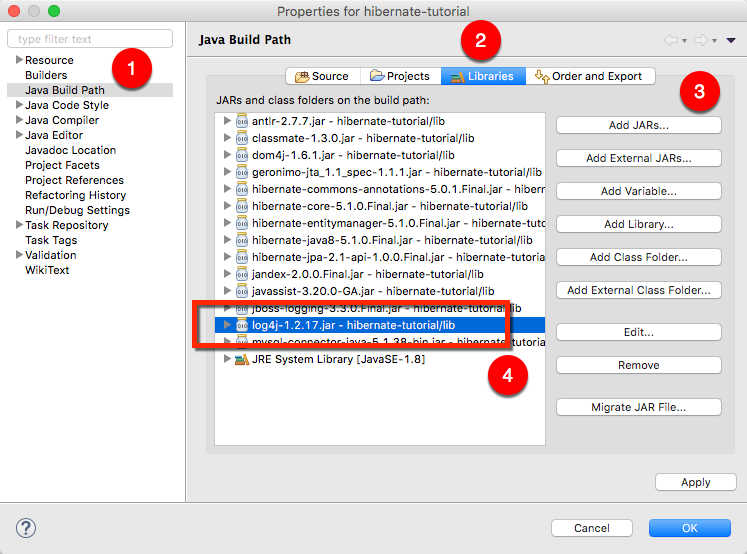 Properties for hibernate-tutorial
type filter text
Resource
Builders
Java Build Path
Java Code Style
Java Compiler
Java Editor
Javadoc Location
Project Facets
Project References
Refactoring History
Run/Debug Settings
Task Repository
Task Tags
Validation
WikiText
1
Java Build Path
2
Source
Projects
Libraries
Order and Export
JARs and class folders on the build path:
3
antlr-2.7.7.jar - hibernate-tutorial/lib
classmate-1.3.0.jar - hibernate-tutorial/lib
dom4j-1.6.1.jar - hibernate-tutorial/lib
geronimo-jta_1.1_spec-1.1.1.jar - hibernate-tutorial/lib
hibernate-commons-annotations-5.0.1.Final.jar - hibernate
hibernate-core-5.1.0.Final.jar - hibernate-tutorial/lib
hibernate-entitymanager-5.1.0.Final.jar - hibernate-tutor
hibernate-java8-5.1.0.Final.jar - hibernate-tutorial/lib
hibernate-jpa-2.1-api-1.0.0.Final.jar - hibernate-tutorial
jandex-2.0.0.Final.jar - hibernate-tutorial/lib
javassist-3.20.0-GA.jar - hibernate-tutorial/lib
jboss-logging-3.3.0.Final.jar - hibernate-tutorial/lib
log4j-1.2.17.jar - hibernate-tutorial/lib
mysql-connector-java-5.1.38-bin.jar - hibernate-tutoria
JRE System Library [JavaSE-1.8]
4
Add JARs...
Add External JARs...
Add Variable...
Add Library...
Add Class Folder...
Add External Class Folder...
Edit...
Remove
Migrate JAR File...
Apply
?
Cancel
OK